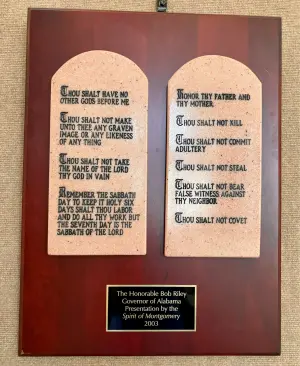 Thou shalt have no
other gods before me
Thou shalt not make
unto thee any graven
image or any likeness
of any thing
Thou shalt not take
the name of the Lord
thy God in vain
Remember the Sabbath
day to keep it holy six
days shalt thou labor
and do all thy work but
the seventh day is the
Sabbath of the Lord
Honor thy father and
thy mother.
Thou shalt not kill
Thou shalt not commit
adultery
Thou shalt not steal
Thou shalt not bear
false witness against
thy neighbor
Thou shalt not covet
The Honorable Bob Riley
Governor of Alabama
Presentation by the
Spirit of Montgomery
2003